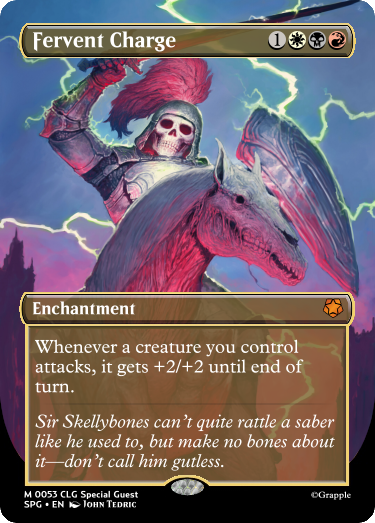 Fervent Charge 1
Enchantment
Whenever a creature you control
attacks, it gets +2/+2 until end of
turn.
Sir Skellybones can't quite rattle a saber
like he used to, but make no bones about
it—don't call him gutless.
M 0053 CLG Special Guest
SPG • EN John Tedric
©Grapple